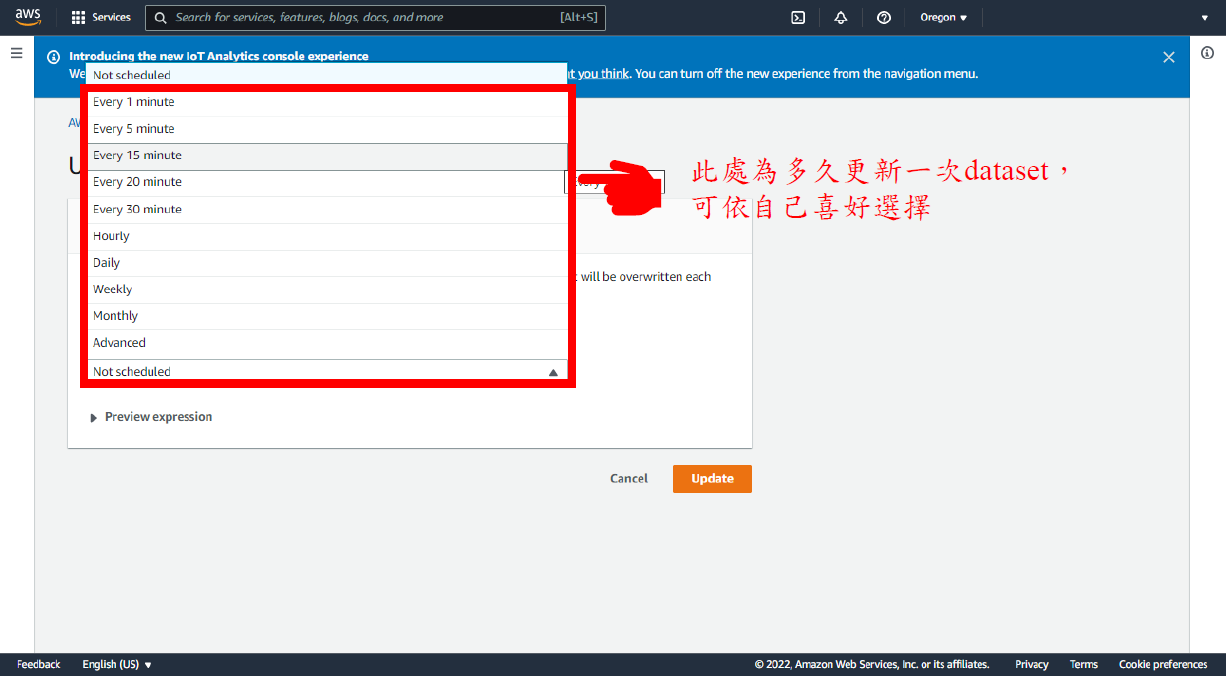 aws
Services
Search for services, features, blogs, docs, and more
[Alt+S]
Oregon
Introducing the new IoT Analytics console experience
We
t you think. You can turn off the new experience from the navigation menu.
Not scheduled
Every 1 minute
Every 5 minute
Every 15 minute
Every 20 minute
Every 30 minute
Hourly
Daily
Weekly
Monthly
Advanced
Not scheduled
此處為多久更新一次dataset，
可依自己喜好選擇
will be overwritten each
Preview expression
Cancel
Update
Feedback
English (US)
© 2022, Amazon Web Services, Inc. or its affiliates.
Privacy
Terms
Cookie preferences